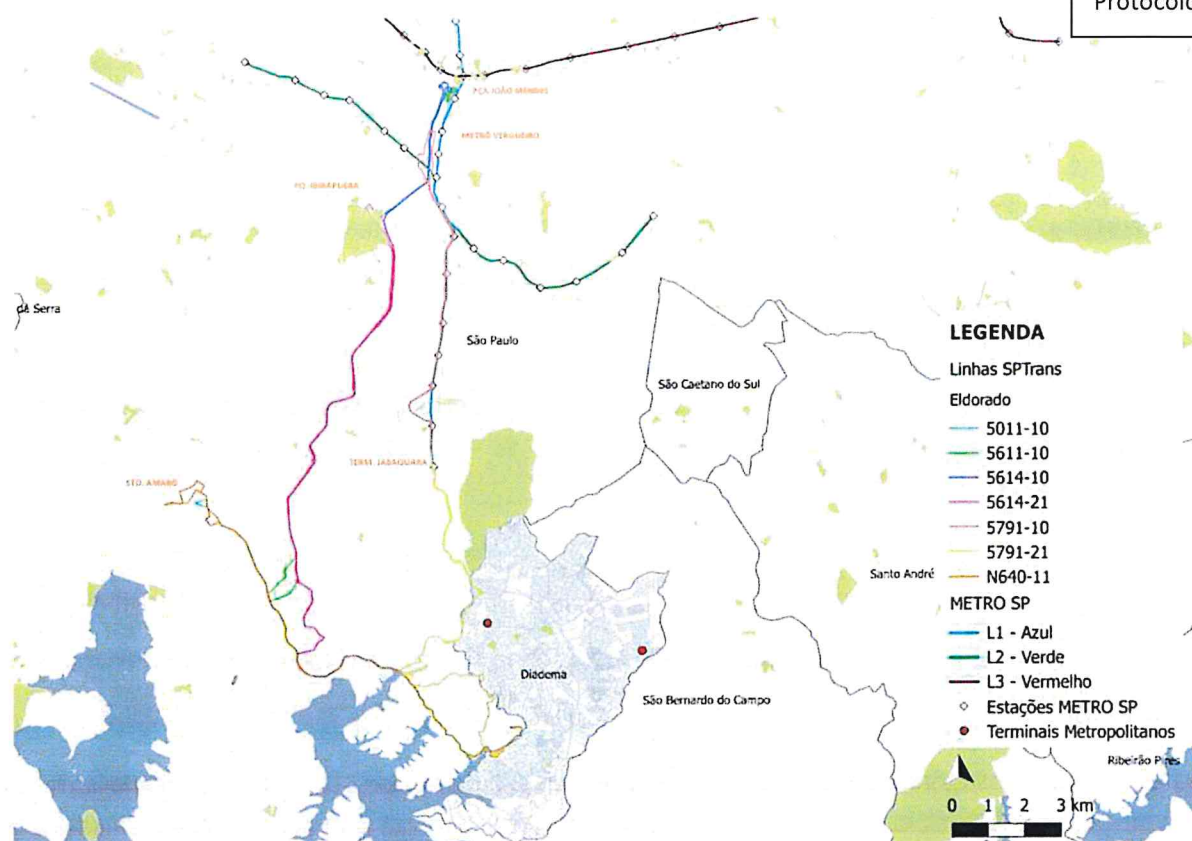 Protocolo
PÇA JOÃO MENDES
METRÔ VERGUEIRO
PQ. IBIRAPUERA
da Serra
São Paulo
São Caetano do Sul
TERM. JABAQUARA
STO. AMARO
Santo André
Diadema
São Bernardo do Campo
Ribeirão Pires
LEGENDA
Linhas SPTrans
Eldorado
5011-10
5611-10
5614-10
5614-21
5791-10
5791-21
N640-11
METRO SP
L1 - Azul
L2 - Verde
L3 - Vermelho
Estações METRO SP
Terminais Metropolitanos
0 1 2 3 km